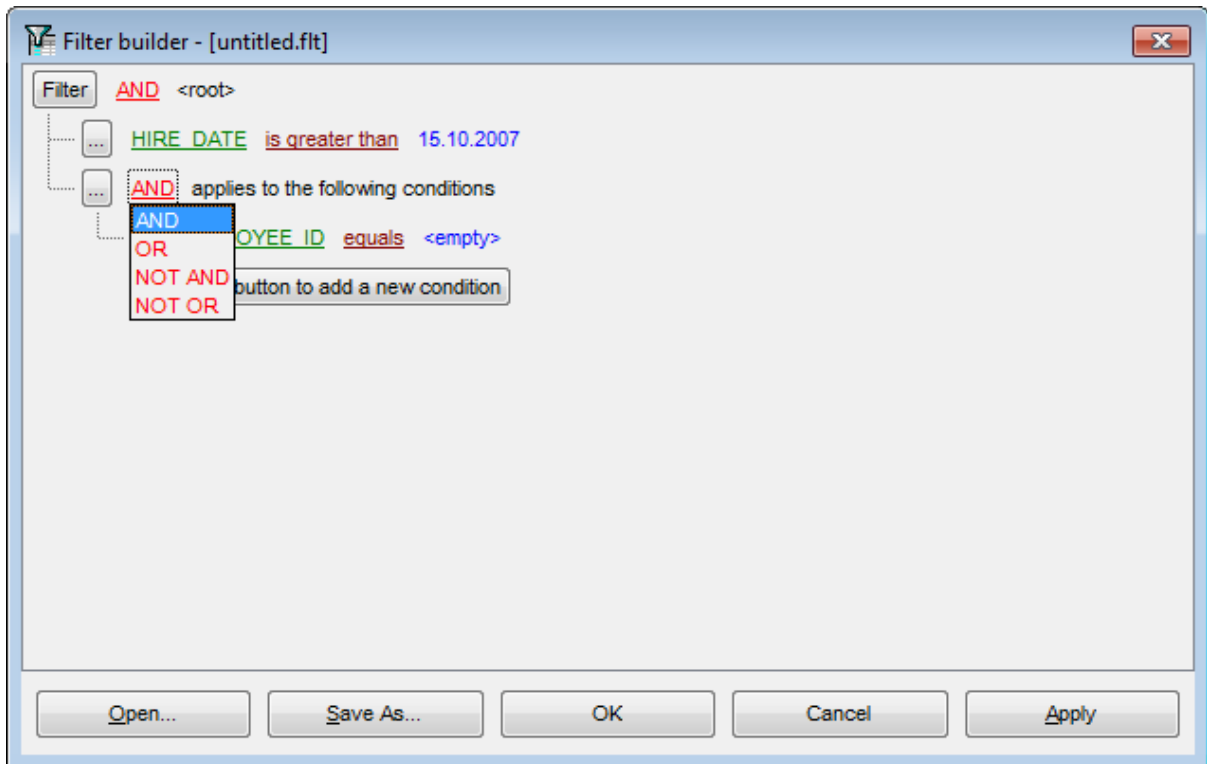 Filter builder - [untitled.flt]
Filter AND <root>
... HIRE_DATE is greater than 15.10.2007
... AND applies to the following conditions
AND
OYEE_ID equals <empty>
OR
NOT AND
button to add a new condition
NOT OR
Open... Save As... OK Cancel Apply